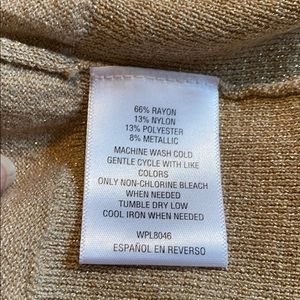 66% RAYON
13% NYLON
13% POLYESTER
8% METALLIC
MACHINE WASH COLD
GENTLE CYCLE WITH LIKE
COLORS
ONLY NON-CHLORINE BLEACH
WHEN NEEDED
TUMBLE DRY LOW
COOL IRON WHEN NEEDED
WPL8046
ESPAÑOL EN REVERSO